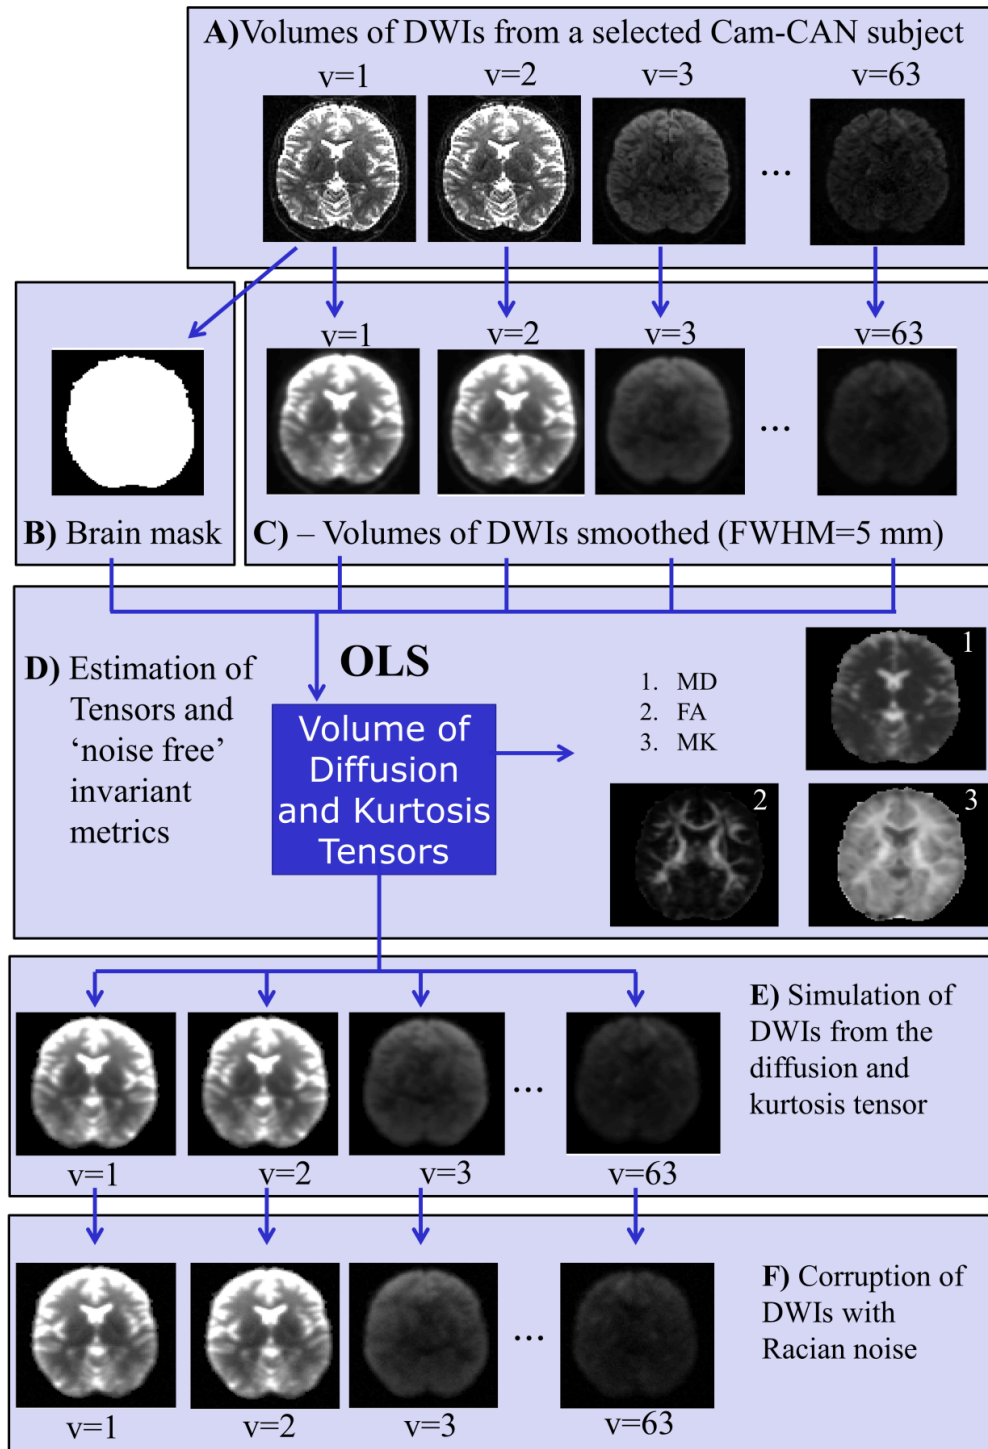 A)Volumes of DWIs from a selected Cam-CAN subject
v=1 v=2 v=3 v=63
...
v=1 v=2 v=3 v=63
...
B) Brain mask
C) – Volumes of DWIs smoothed (FWHM=5 mm)
D) Estimation of
Tensors and
‘noise free’
invariant
metrics
OLS
Volume of
Diffusion
and Kurtosis
Tensors
1. MD
2. FA
3. MK
1
2
3
E) Simulation of
DWIs from the
diffusion and
kurtosis tensor
...
v=1 v=2 v=3 v=63
F) Corruption of
DWIs with
Racian noise
...
v=1 v=2 v=3 v=63